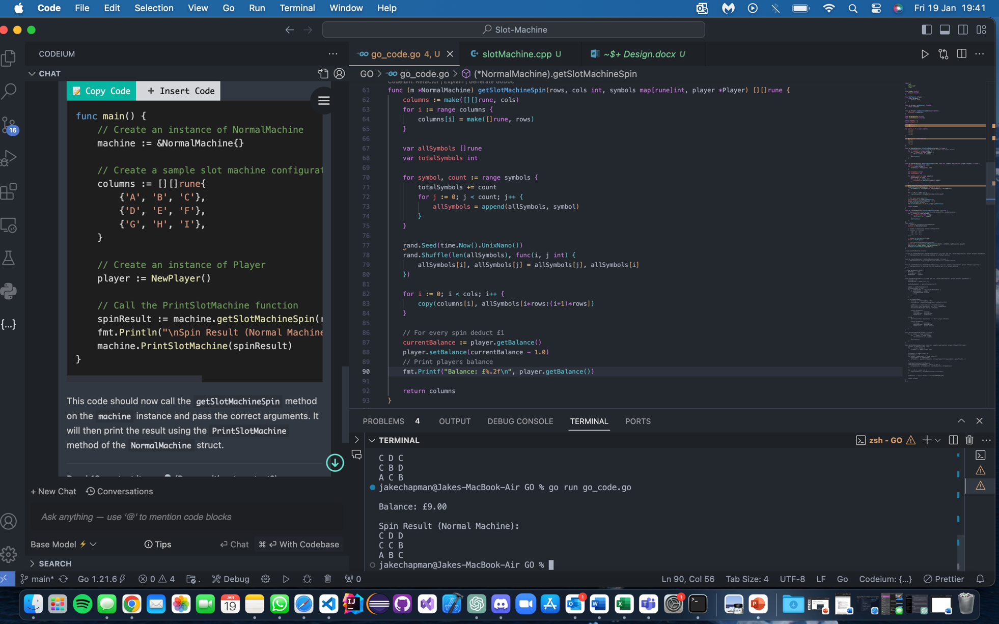 Code File Edit Selection View Go Run Terminal Window Help
Fri 19 Jan 19:41
Slot-Machine
CODEIUM
CHAT
Copy Code + Insert Code
func main() {
// Create an instance of NormalMachine
machine := &NormalMachine{}
// Create a sample slot machine configurat
columns := [][]rune{
{'A', 'B', 'C'},
{'D', 'E', 'F'},
{'G', 'H', 'I'},
}
// Create an instance of Player
player := NewPlayer()
// Call the PrintSlotMachine function
spinResult := machine.getSlotMachineSpin(
fmt.Println("\nSpin Result (Normal Machine
machine.PrintSlotMachine(spinResult)
}
This code should now call the getSlotMachineSpin method
on the machine instance and pass the correct arguments. It
will then print the result using the PrintSlotMachine
method of the NormalMachine struct.
+ New Chat Conversations
Ask anything — use '@' to mention code blocks
Base Model Tips Chat ⌘ With Codebase
SEARCH
16
{...}
go_code.go 4, U slotMachine.cpp U ~$+ Design.docx U
GO > go_code.go > (*NormalMachine).getSlotMachineSpin
Codeium: Refactor | Explain | Generate GoDoc
61 func (m *NormalMachine) getSlotMachineSpin(rows, cols int, symbols map[rune]int, player *Player) [][]rune {
62 columns := make([][]rune, cols)
63 for i := range columns {
64 columns[i] = make([]rune, rows)
65 }
66
67 var allSymbols []rune
68 var totalSymbols int
69
70 for symbol, count := range symbols {
71 totalSymbols += count
72 for j := 0; j < count; j++ {
73 allSymbols = append(allSymbols, symbol)
74 }
75 }
76
77 rand.Seed(time.Now().UnixNano())
78 rand.Shuffle(len(allSymbols), func(i, j int) {
79 allSymbols[i], allSymbols[j] = allSymbols[j], allSymbols[i]
80 })
81
82 for i := 0; i < cols; i++ {
83 copy(columns[i], allSymbols[i*rows:(i+1)*rows])
84 }
85
86 // For every spin deduct £1
87 currentBalance := player.getBalance()
88 player.setBalance(currentBalance - 1.0)
89 // Print players balance
90 fmt.Printf("Balance: £%.2f\n", player.getBalance())
91
92 return columns
93 }
PROBLEMS 4 OUTPUT DEBUG CONSOLE TERMINAL PORTS
TERMINAL
zsh - GO
C D C
C B D
A C B
jakechapman@Jakes-MacBook-Air GO % go run go_code.go
Balance: £9.00
Spin Result (Normal Machine):
C D D
C C B
A B C
jakechapman@Jakes-MacBook-Air GO %
main* Go 1.21.6 0 4 Debug 0
Ln 90, Col 56 Tab Size: 4 UTF-8 LF Go Codeium: {...} Prettier
JAN
19
1
1